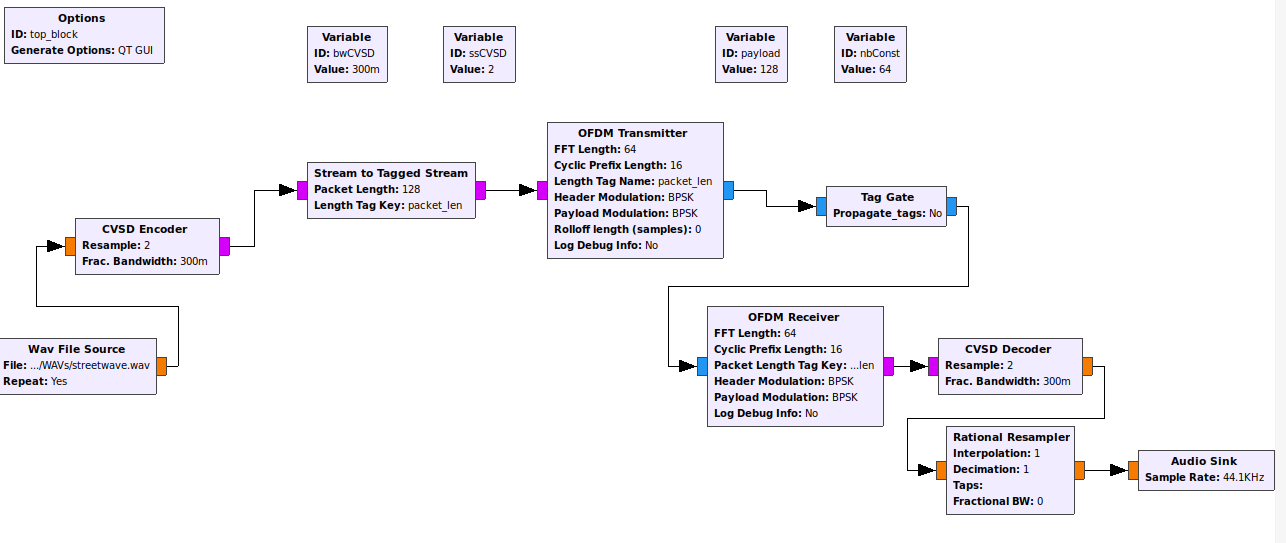 Options
ID: top_block
Generate Options: QT GUI
Variable
ID: bwCVSD
Value: 300m
Variable
ID: ssCVSD
Value: 2
Variable
ID: payload
Value: 128
Variable
ID: nbConst
Value: 64
OFDM Transmitter
FFT Length: 64
Cyclic Prefix Length: 16
Length Tag Name: packet_len
Header Modulation: BPSK
Payload Modulation: BPSK
Rolloff length (samples): 0
Log Debug Info: No
Stream to Tagged Stream
Packet Length: 128
Length Tag Key: packet_len
Tag Gate
Propagate_tags: No
CVSD Encoder
Resample: 2
Frac. Bandwidth: 300m
Wav File Source
File: .../WAVs/streetwave.wav
Repeat: Yes
OFDM Receiver
FFT Length: 64
Cyclic Prefix Length: 16
Packet Length Tag Key: ...len
Header Modulation: BPSK
Payload Modulation: BPSK
Log Debug Info: No
CVSD Decoder
Resample: 2
Frac. Bandwidth: 300m
Rational Resampler
Interpolation: 1
Decimation: 1
Taps:
Fractional BW: 0
Audio Sink
Sample Rate: 44.1KHz